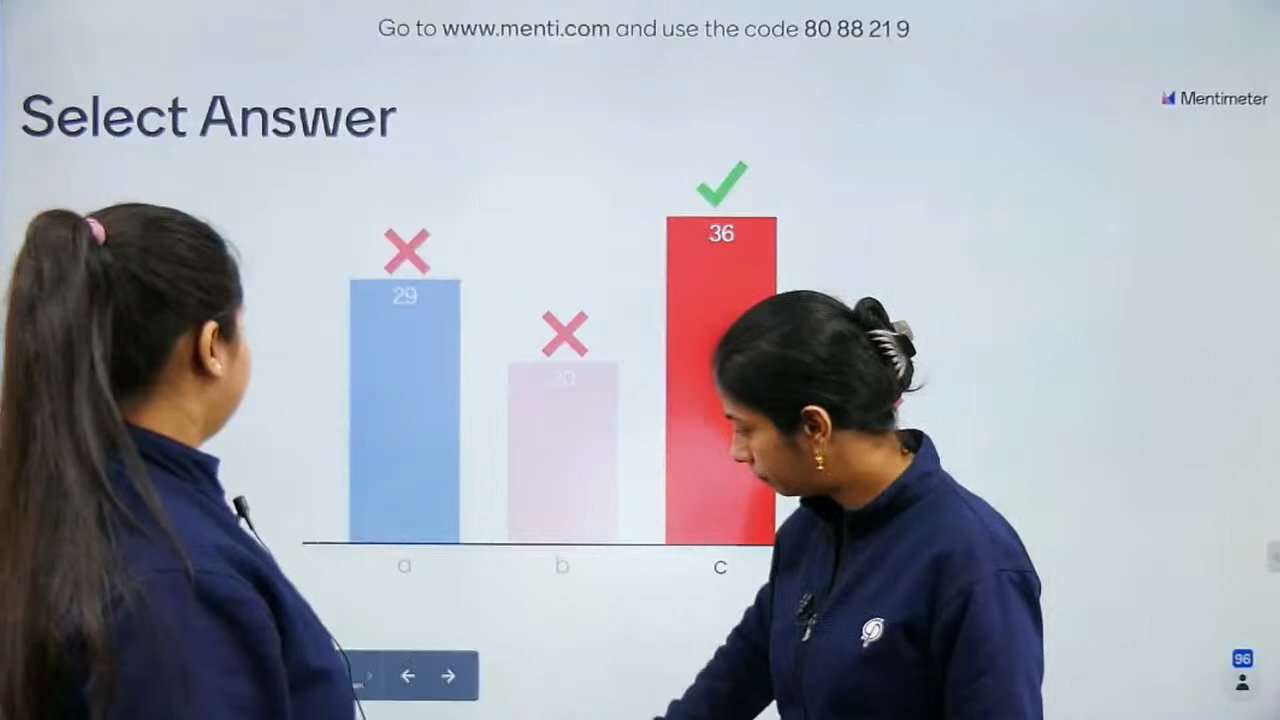 Go to www.menti.com and use the code 80 88 21 9
Mentimeter
Select Answer
36
29
20
a b c
96